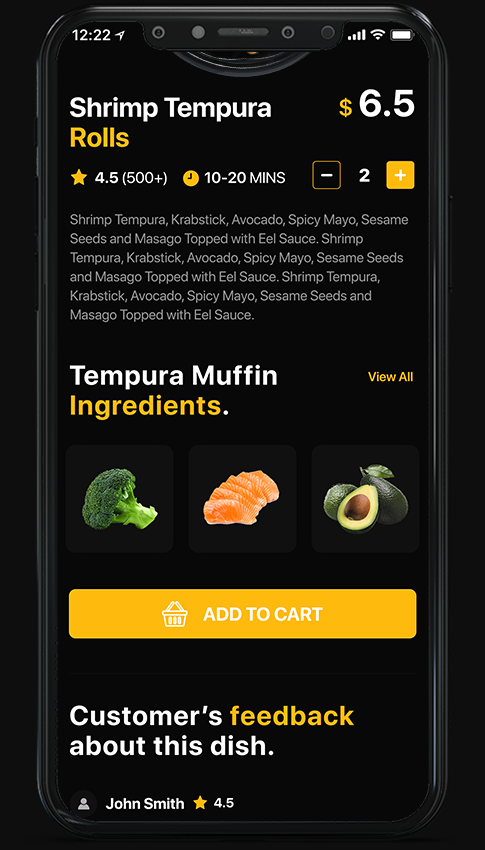 12:22
Shrimp Tempura
Rolls
$ 6.5
4.5 (500+)
10-20 MINS
2
Shrimp Tempura, Krabstick, Avocado, Spicy Mayo, Sesame
Seeds and Masago Topped with Eel Sauce. Shrimp
Tempura, Krabstick, Avocado, Spicy Mayo, Sesame Seeds
and Masago Topped with Eel Sauce. Shrimp Tempura,
Krabstick, Avocado, Spicy Mayo, Sesame Seeds and
Masago Topped with Eel Sauce.
Tempura Muffin
Ingredients.
View All
ADD TO CART
Customer’s feedback
about this dish.
John Smith 4.5